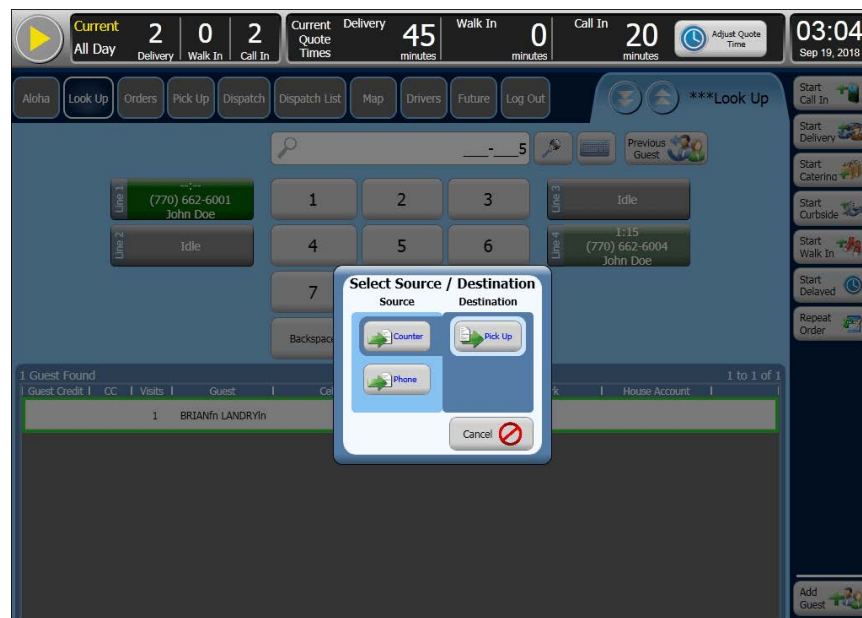 Current
All Day
2
Delivery
0
Walk In
2
Call In
Current
Quote
Times
Delivery
45
minutes
Walk In
0
minutes
Call In
20
minutes
Adjust Quote
Time
03:04
Sep 19, 2018
Aloha
Look Up
Orders
Pick Up
Dispatch
Dispatch List
Map
Drivers
Future
Log Out
***Look Up
Start
Call In
Start
Delivery
Start
Catering
Start
Curbside
Start
Walk In
Start
Delayed
Repeat
Order
___-___5
Previous
Guest
Line 1
--:--
(770) 662-6001
John Doe
1
2
3
Line 3
Idle
Line 2
Idle
4
5
6
Line 4
1:15
(770) 662-6004
John Doe
7
Backspac
Select Source / Destination
Source
Destination
Counter
Pick Up
Phone
Cancel
1 Guest Found
1 to 1 of 1
Guest Credit
CC
Visits
Guest
House Account
1
BRIANfn LANDRYln
Add
Guest